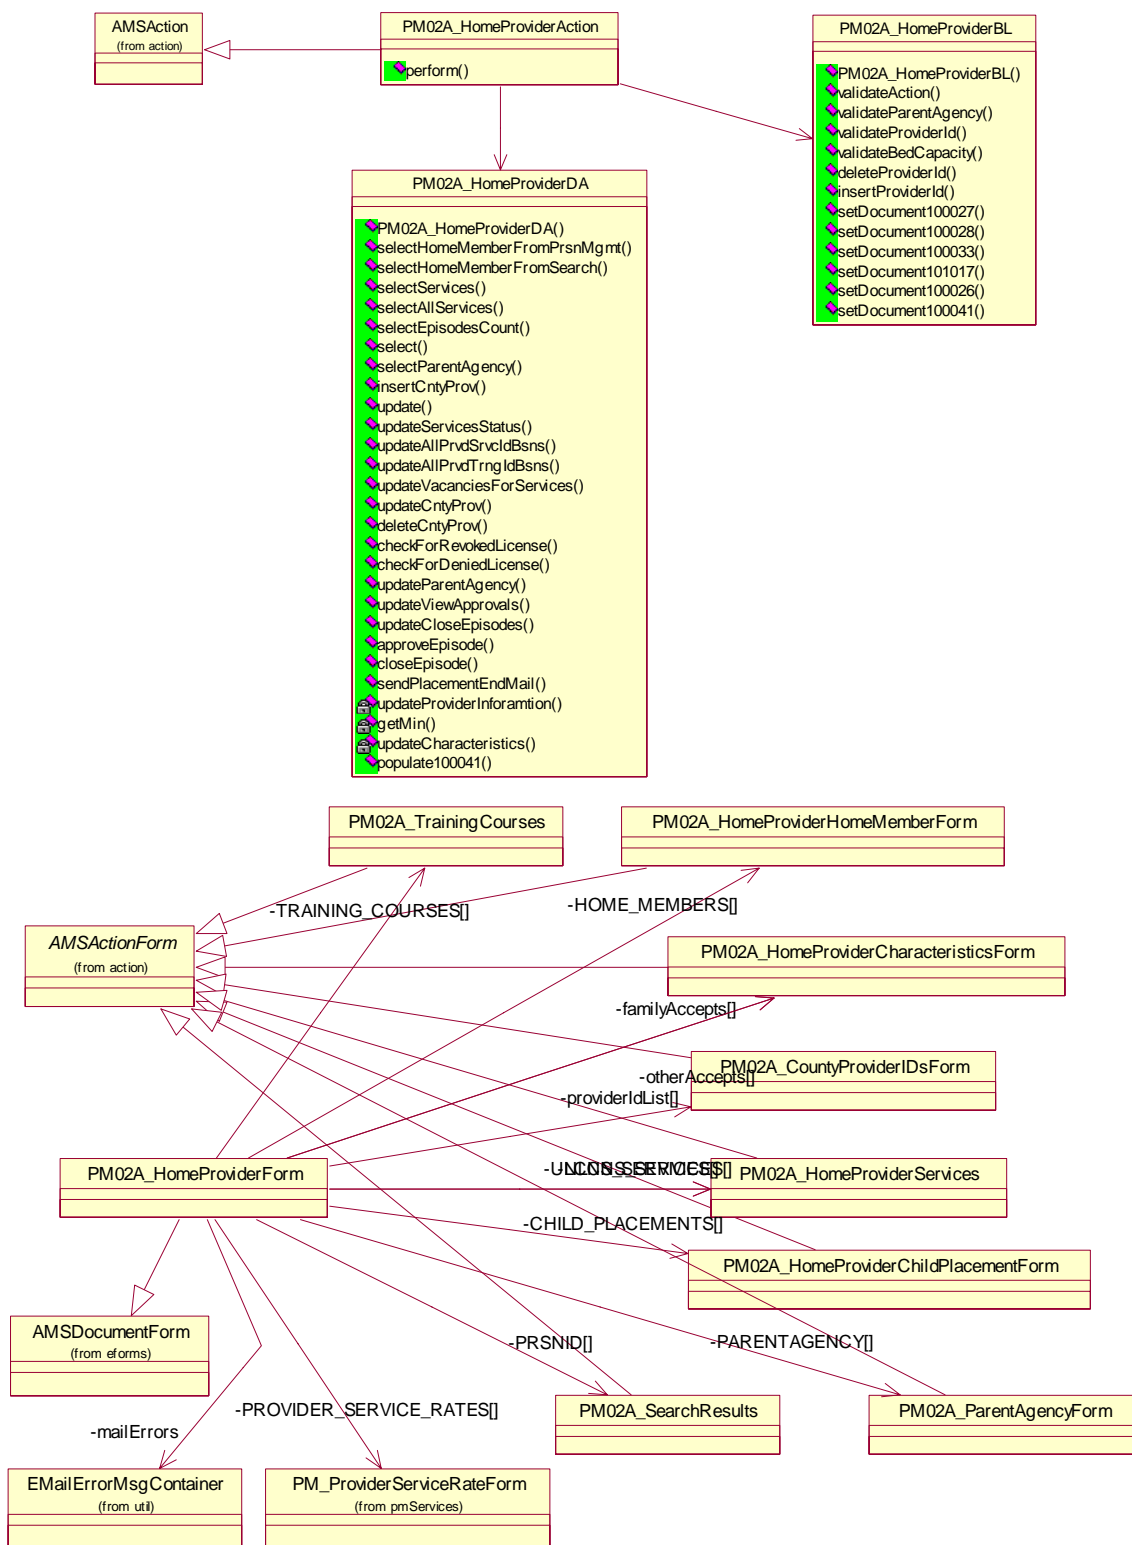 AMSAction
(from action)
PM02A_HomeProviderAction
perform()
PM02A_HomeProviderBL
PM02A_HomeProviderBL()
validateAction()
validateParentAgency()
validateProviderId()
validateBedCapacity()
deleteProviderId()
insertProviderId()
setDocument100027()
setDocument100028()
setDocument100033()
setDocument101017()
setDocument100026()
setDocument100041()
PM02A_HomeProviderDA
PM02A_HomeProviderDA()
selectHomeMemberFromPrsnMgmt()
selectHomeMemberFromSearch()
selectServices()
selectAllServices()
selectEpisodesCount()
select()
selectParentAgency()
insertCntyProv()
update()
updateServicesStatus()
updateAllPrvdSrvcIdBsns()
updateAllPrvdTrngIdBsns()
updateVacanciesForServices()
updateCntyProv()
deleteCntyProv()
checkForRevokedLicense()
checkForDeniedLicense()
updateParentAgency()
updateViewApprovals()
updateCloseEpisodes()
approveEpisode()
closeEpisode()
sendPlacementEndMail()
updateProviderInforamtion()
getMin()
updateCharacteristics()
populate100041()
PM02A_TrainingCourses
PM02A_HomeProviderHomeMemberForm
-TRAINING_COURSES[]
-HOME_MEMBERS[]
AMSActionForm
(from action)
PM02A_HomeProviderCharacteristicsForm
-familyAccepts[]
PM02A_CountyProviderIDsForm
-otherAccepts[]
-providerIdList[]
PM02A_HomeProviderForm
PM02A_HomeProviderServices
-CHILD_PLACEMENTS[]
PM02A_HomeProviderChildPlacementForm
AMSDocumentForm
(from eforms)
-PRSNID[]
-PARENTAGENCY[]
-PROVIDER_SERVICE_RATES[]
-mailErrors
PM02A_SearchResults
PM02A_ParentAgencyForm
EMailErrorMsgContainer
(from util)
PM_ProviderServiceRateForm
(from pmServices)